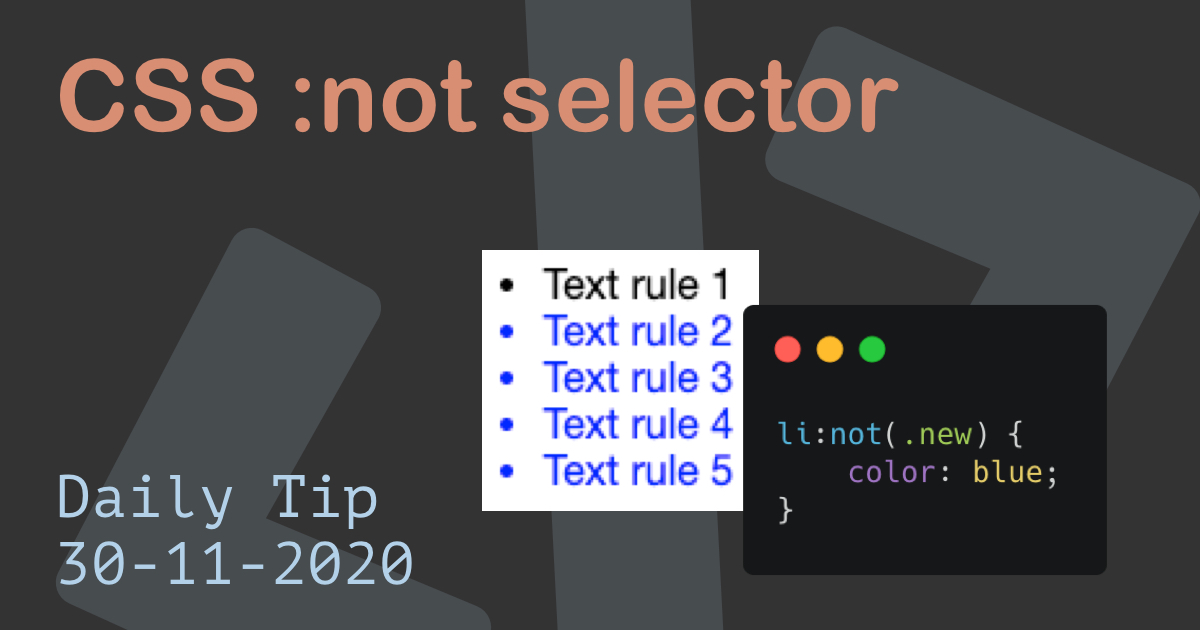 CSS :not selector
• Text rule 1
• Text rule 2
• Text rule 3
• Text rule 4
• Text rule 5
li:not(.new) {
    color: blue;
}
Daily Tip
30-11-2020